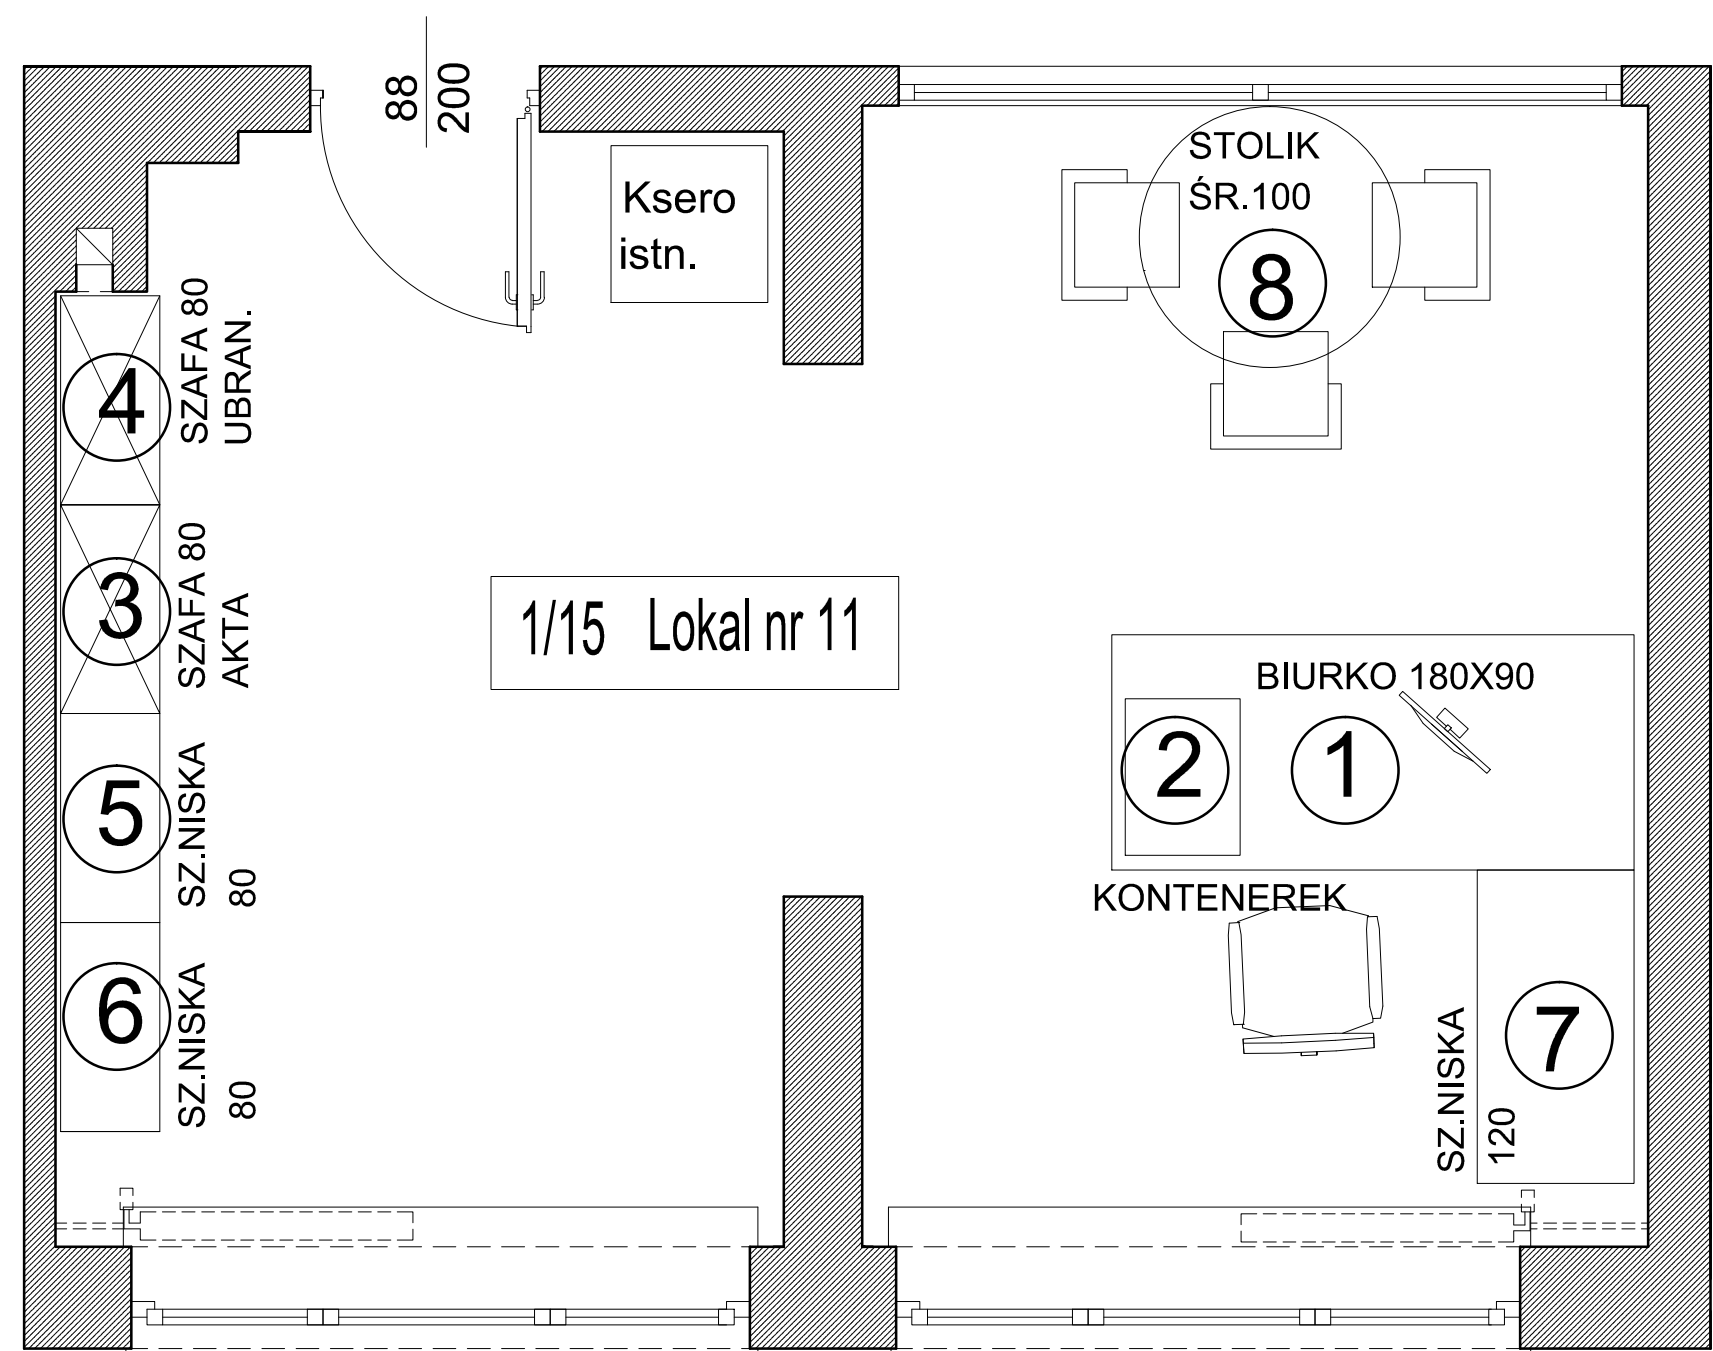 88
200
Ksero
istn.
STOLIK
ŚR.100
8
4
SZAFA 80
UBRAN.
3
SZAFA 80
AKTA
1/15 Lokal nr 11
BIURKO 180X90
2
1
5
SZ.NISKA
80
KONTENEREK
6
SZ.NISKA
80
7
SZ.NISKA
120